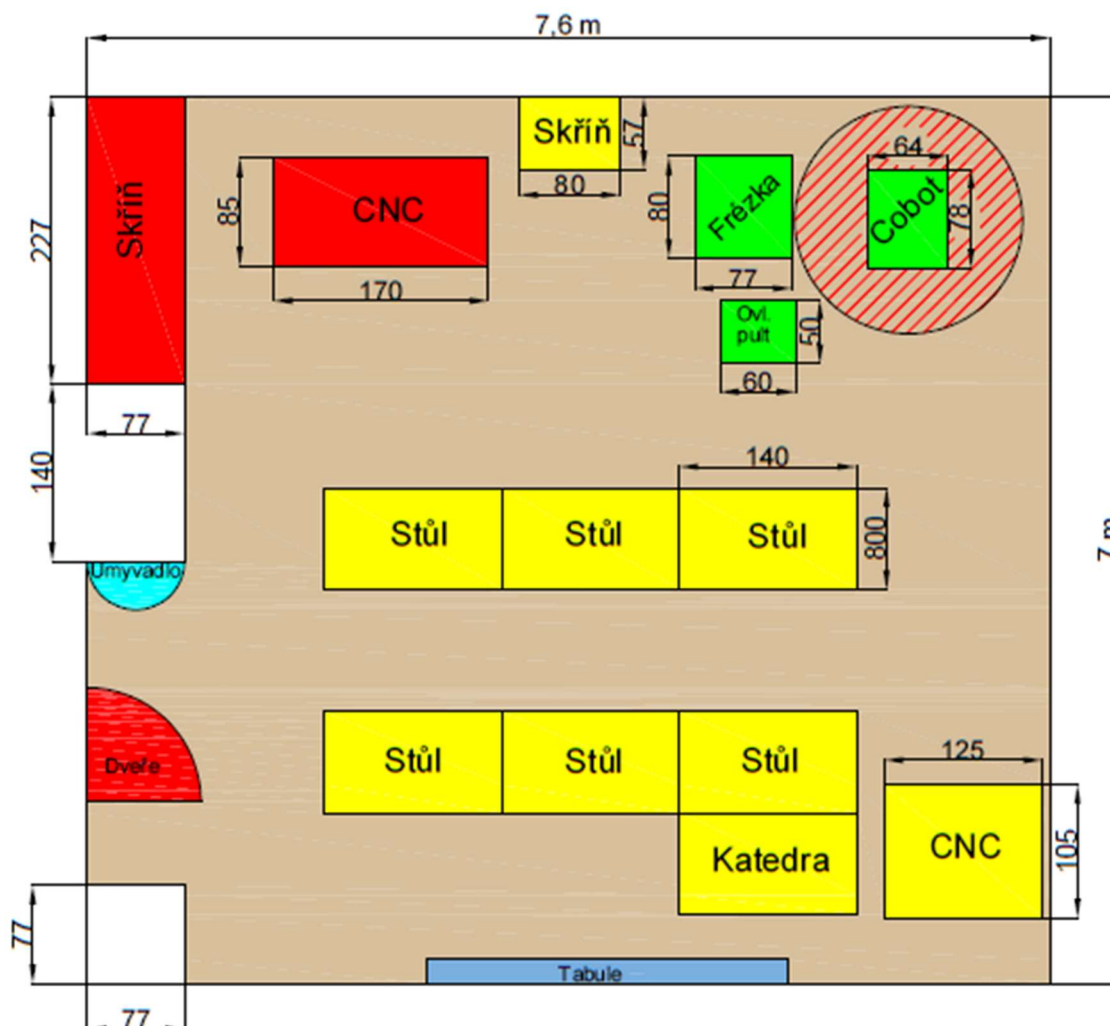 7,6 m
Skříň
57
80
64
Cobot
78
Frézka
80
77
CNC
85
170
Skříň
227
77
Ovl.
pult
50
60
140
140
Stůl
Stůl
Stůl
800
7 m
Umyvadlo
Dveře
Stůl
Stůl
Stůl
125
CNC
105
Katedra
77
Tabule
77